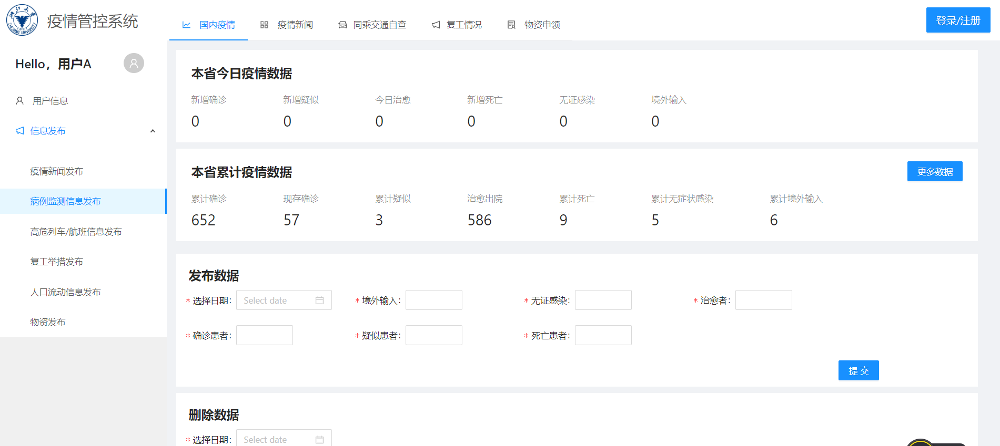 疫情管控系统
国内疫情 疫情新闻 同乘交通自查 复工情况 物资申领
登录/注册
Hello，用户A
用户信息
信息发布
疫情新闻发布
病例监测信息发布
高危列车/航班信息发布
复工举措发布
人口流动信息发布
物资发布
本省今日疫情数据
新增确诊 新增疑似 今日治愈 新增死亡 无证感染 境外输入
0 0 0 0 0 0
本省累计疫情数据
更多数据
累计确诊 现存确诊 累计疑似 治愈出院 累计死亡 累计无症状感染 累计境外输入
652 57 3 586 9 5 6
发布数据
* 选择日期: Select date * 境外输入: * 无证感染: * 治愈者:
* 确诊患者: * 疑似患者: * 死亡患者:
提 交
删除数据
* 选择日期: Select date